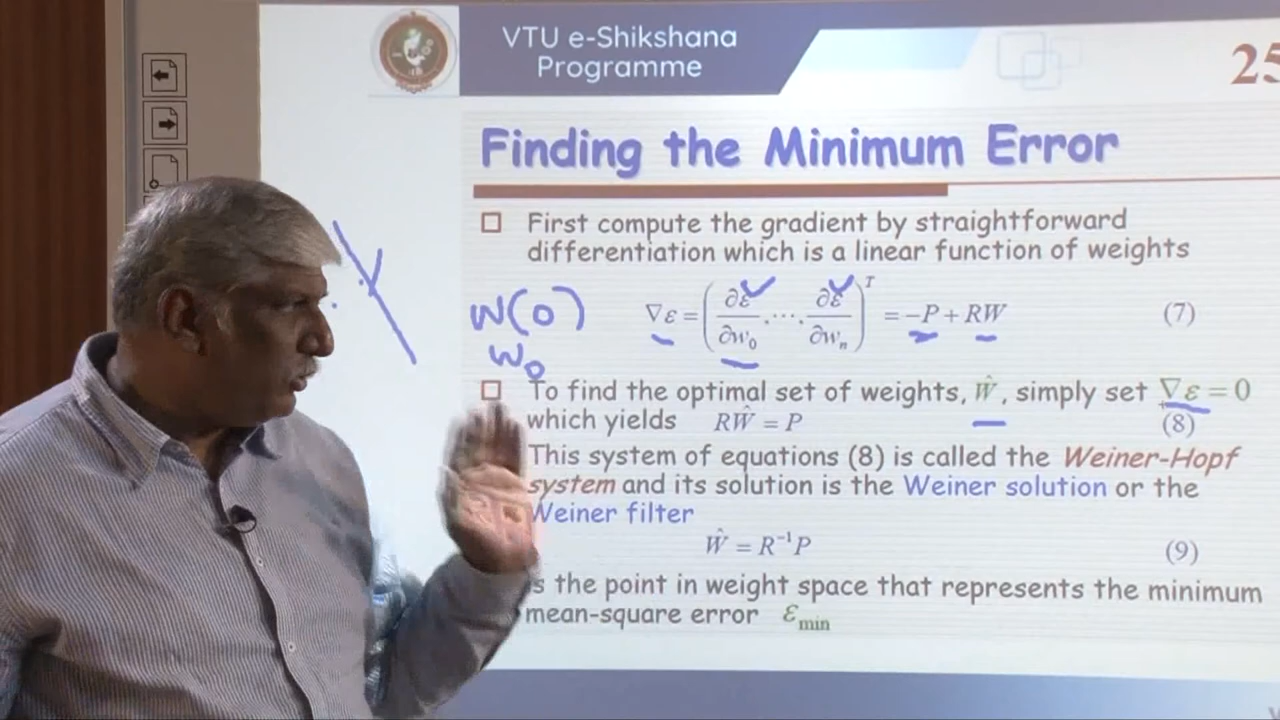 VTU e-Shikshana
Programme
25
Finding the Minimum Error
First compute the gradient by straightforward
differentiation which is a linear function of weights
W(0)
∇ε = (∂ε/∂w₀ ..... ∂ε/∂wₙ)ᵀ = -P + RW (7)
W₀
To find the optimal set of weights, Ŵ, simply set ∇ε = 0
which yields RŴ = P (8)
This system of equations (8) is called the Weiner-Hopf
system and its solution is the Weiner solution or the
Weiner filter
Ŵ = R⁻¹P (9)
s the point in weight space that represents the minimum
mean-square error ε min